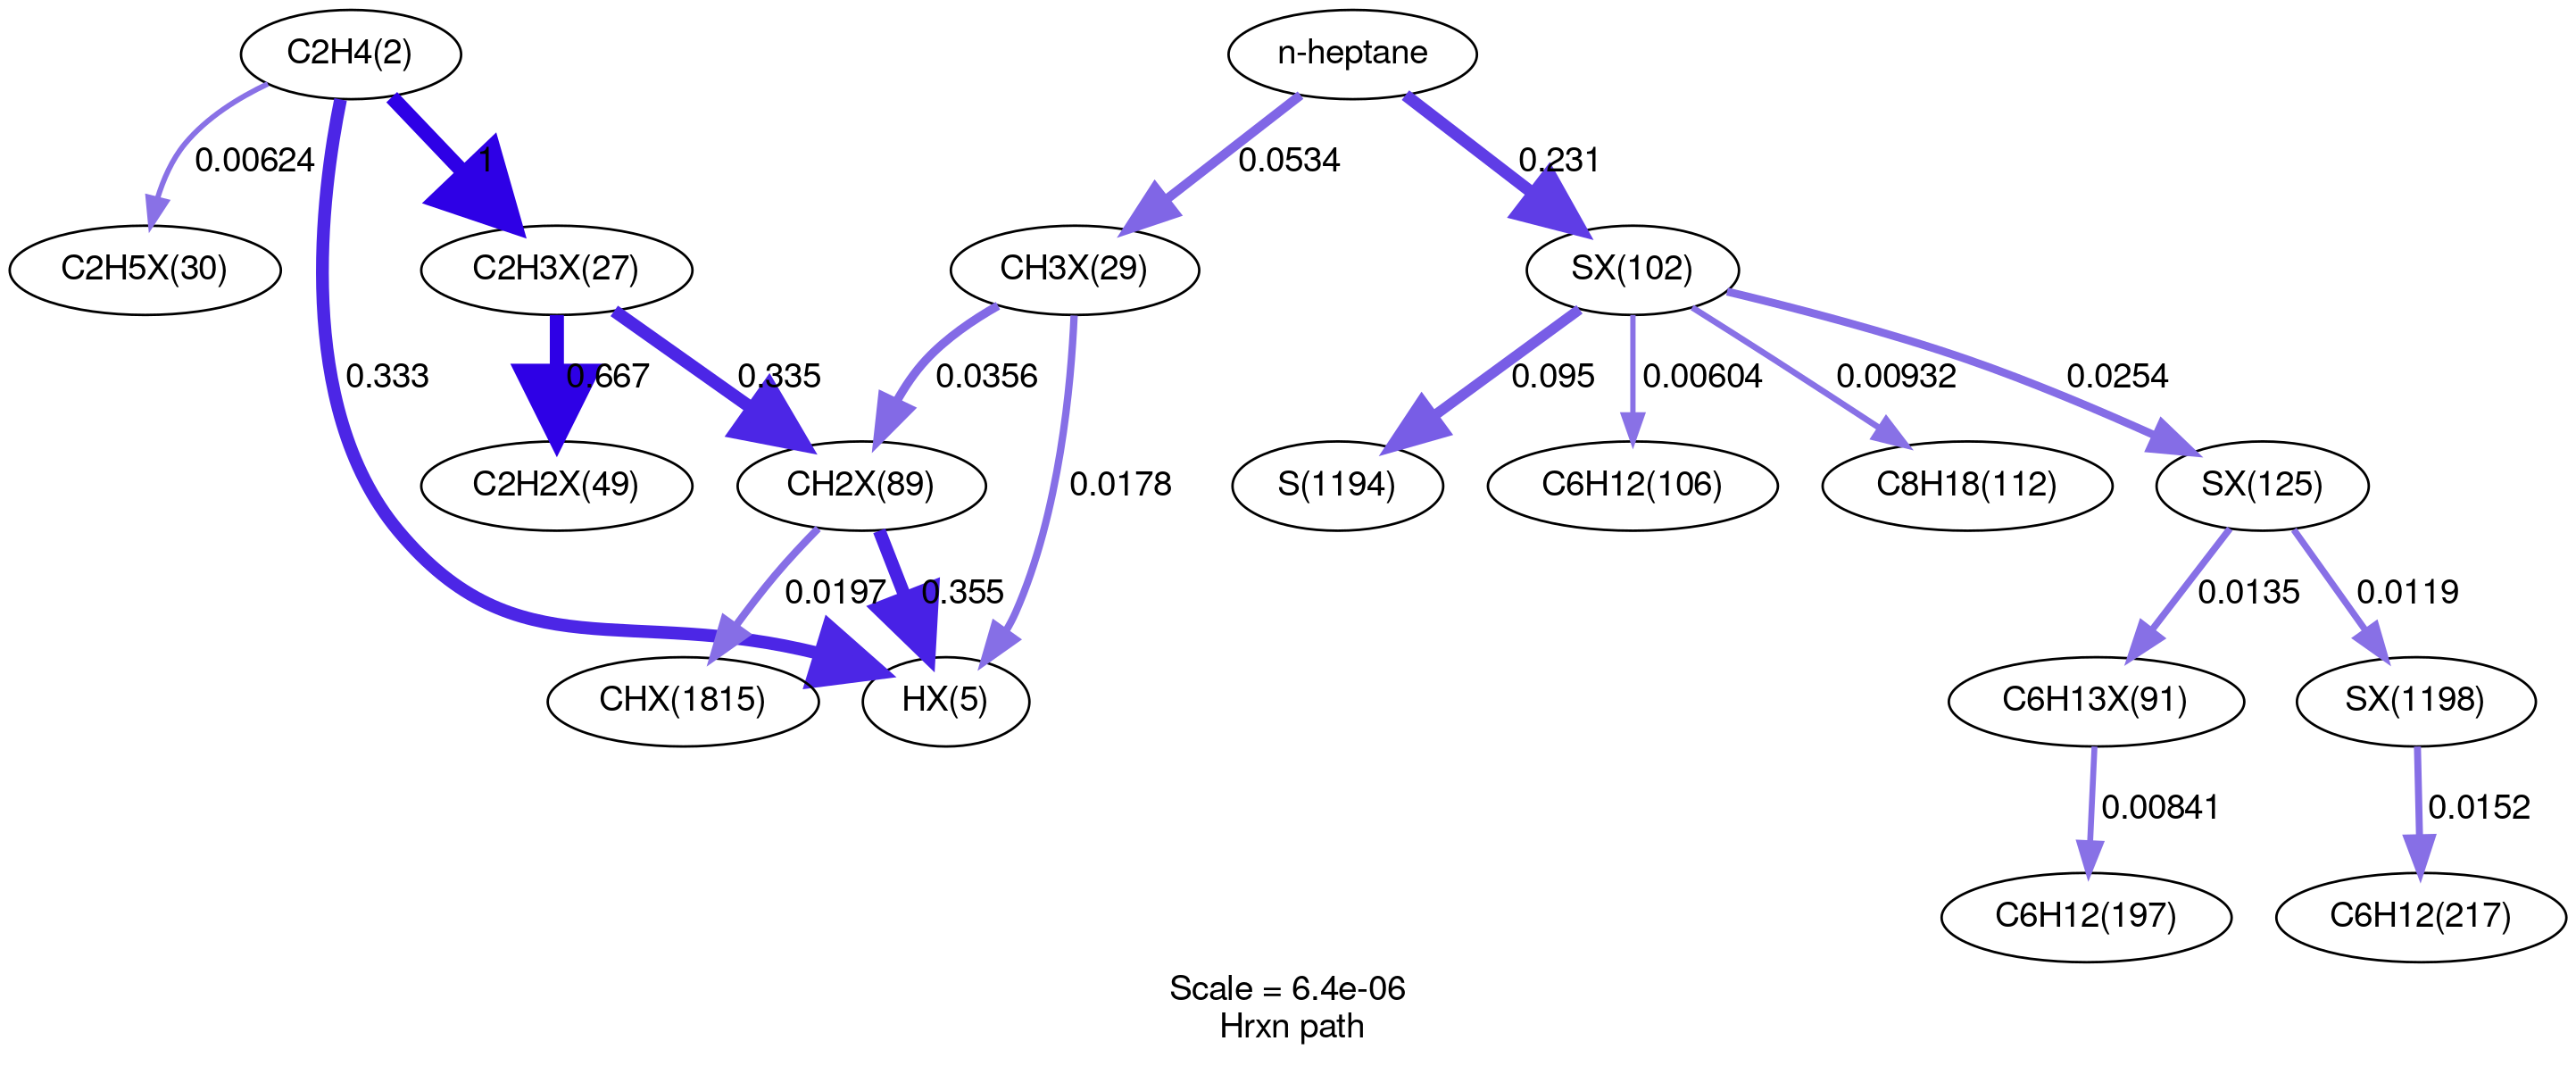 C2H4(2)
n-heptane
0.00624
1
0.0534
0.231
C2H5X(30)
C2H3X(27)
CH3X(29)
SX(102)
0.333
0.667
0.335
0.0356
0.0178
0.095
0.00604
0.00932
0.0254
C2H2X(49)
CH2X(89)
S(1194)
C6H12(106)
C8H18(112)
SX(125)
0.0197
0.355
0.0135
0.0119
CHX(1815)
HX(5)
C6H13X(91)
SX(1198)
0.00841
0.0152
C6H12(197)
C6H12(217)
Scale = 6.4e-06
Hrxn path